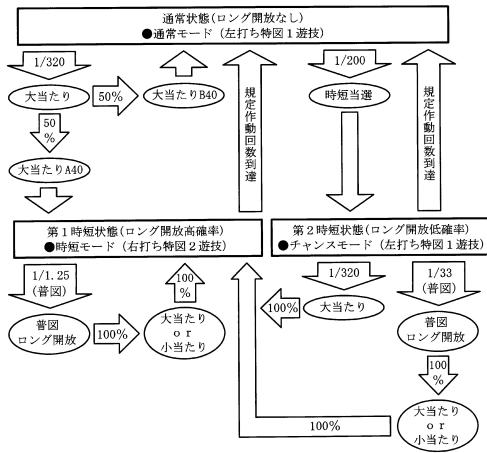 通常状態(ロング開放なし)
●通常モード（左打ち特図１遊技）
1/320
1/200
大当たり
50%
大当たりB40
時短当選
規定作動回数到達
規定作動回数到達
50
%
大当たりA40
第１時短状態(ロング開放高確率)
●時短モード（右打ち特図２遊技）
第２時短状態(ロング開放低確率)
●チャンスモード（左打ち特図１遊技）
1/1.25
(普図)
100
%
1/320
1/33
(普図)
普図
ロング開放
100%
大当たり
ｏｒ
小当たり
100%
大当たり
普図
ロング開放
100
%
100%
大当たり
ｏｒ
小当たり